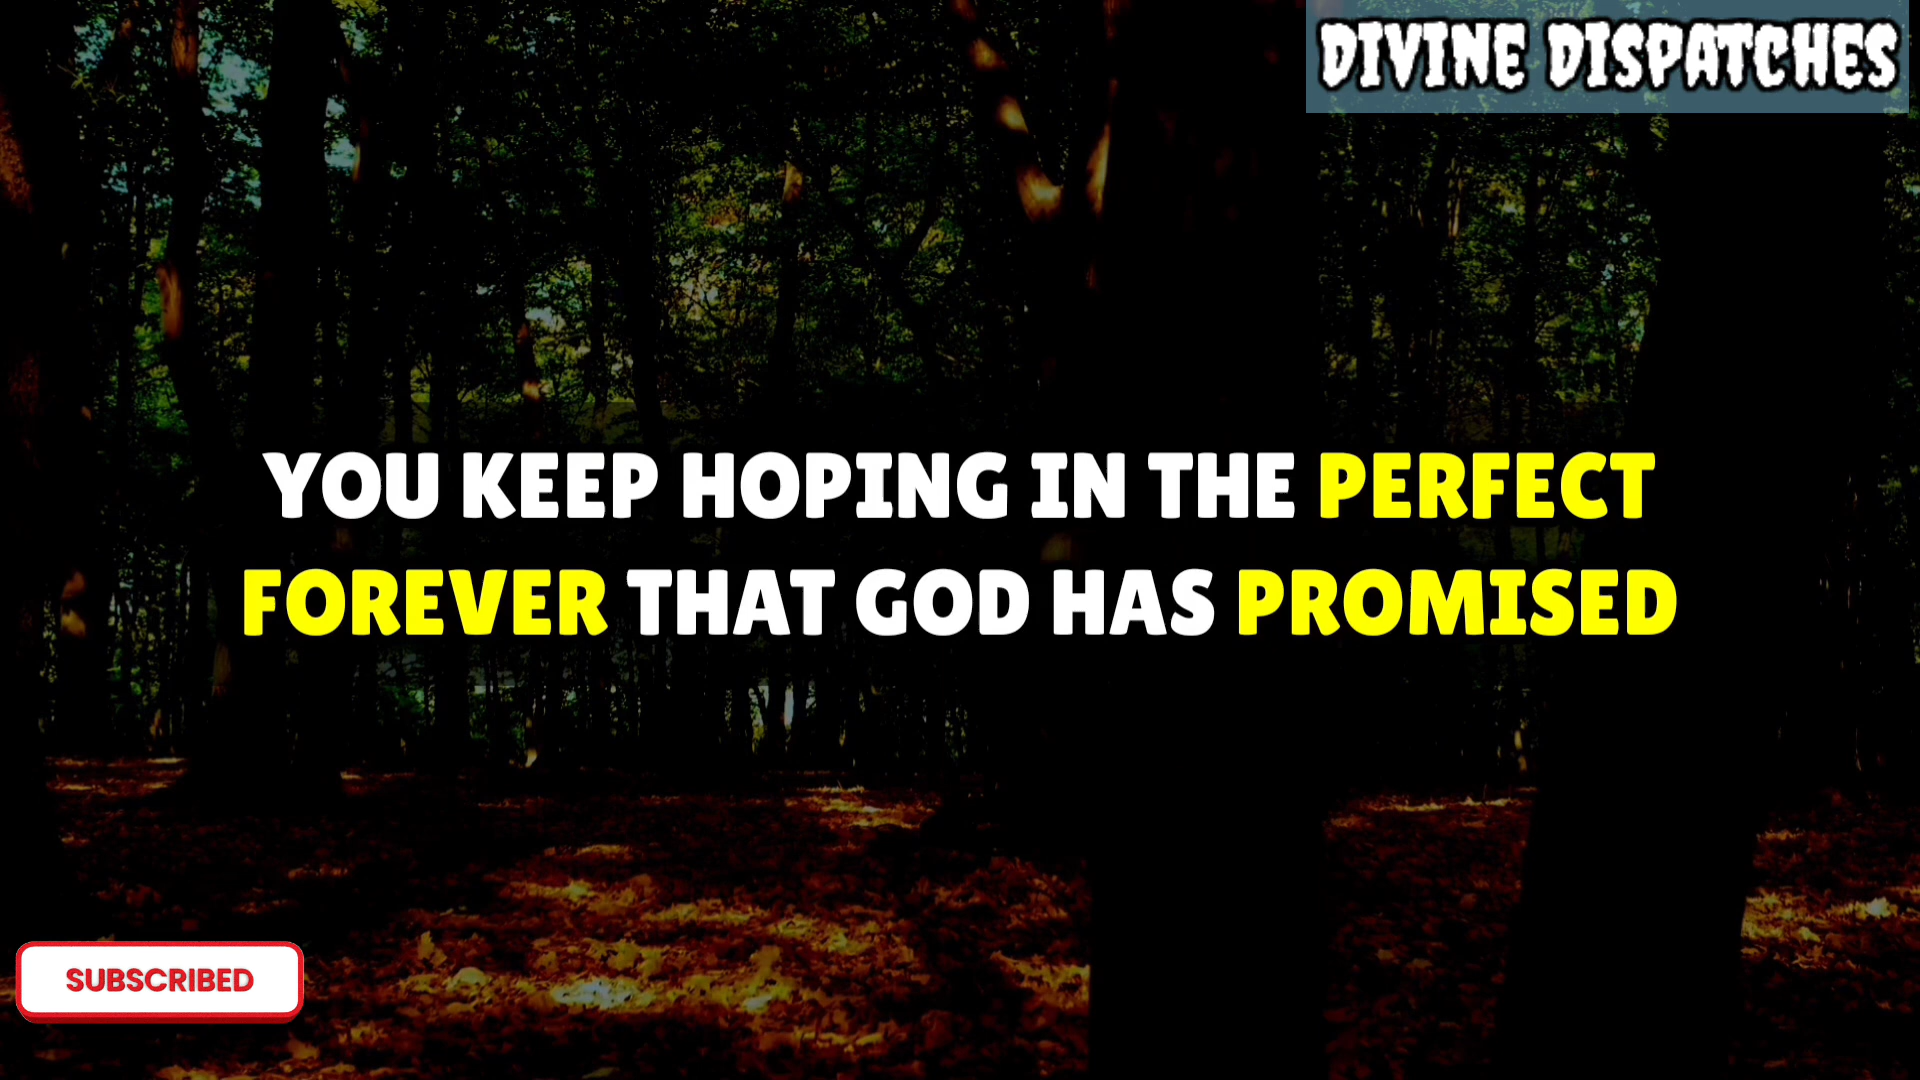 DIVINE DISPATCHES
YOU KEEP HOPING IN THE PERFECT
FOREVER THAT GOD HAS PROMISED
SUBSCRIBED